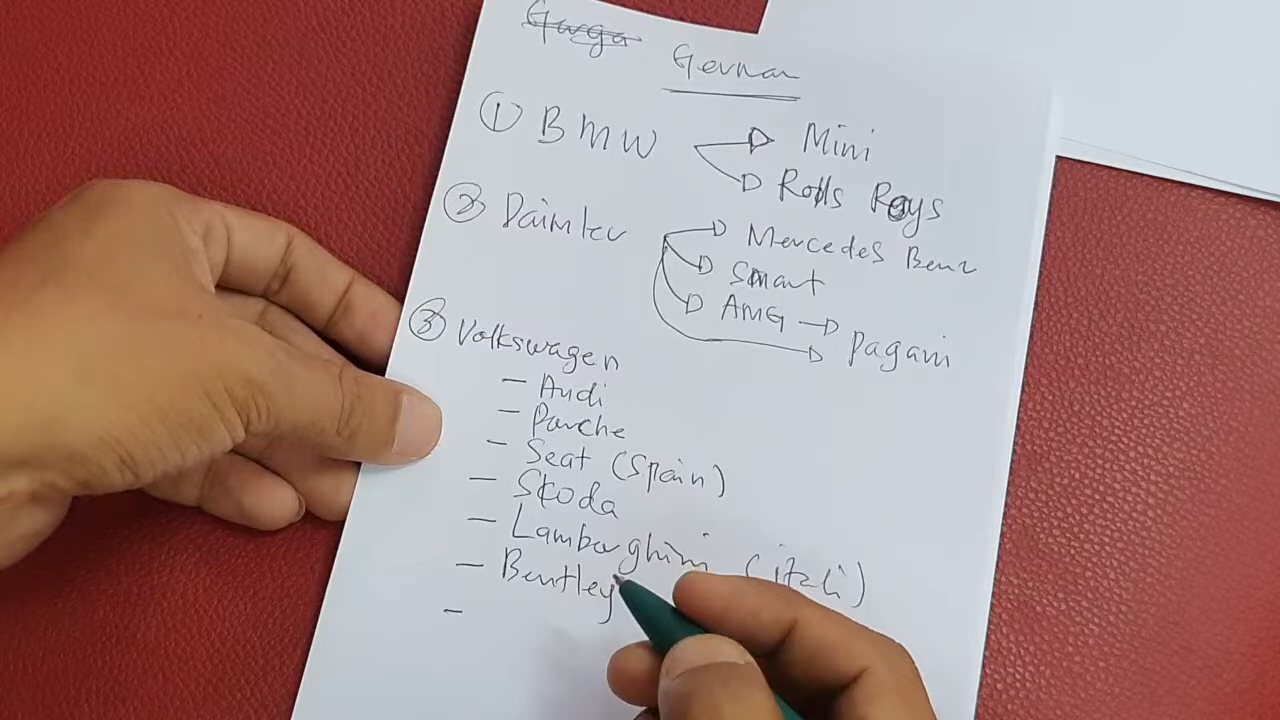 German
① BMW → Mini
→ Rolls Roys
② Daimler → Mercedes Benz
→ Smart
→ AMG → Pagani
③ Volkswagen
- Audi
- Porche
- Seat (Spain)
- Skoda
- Lamborghini (itali)
- Bentley
-